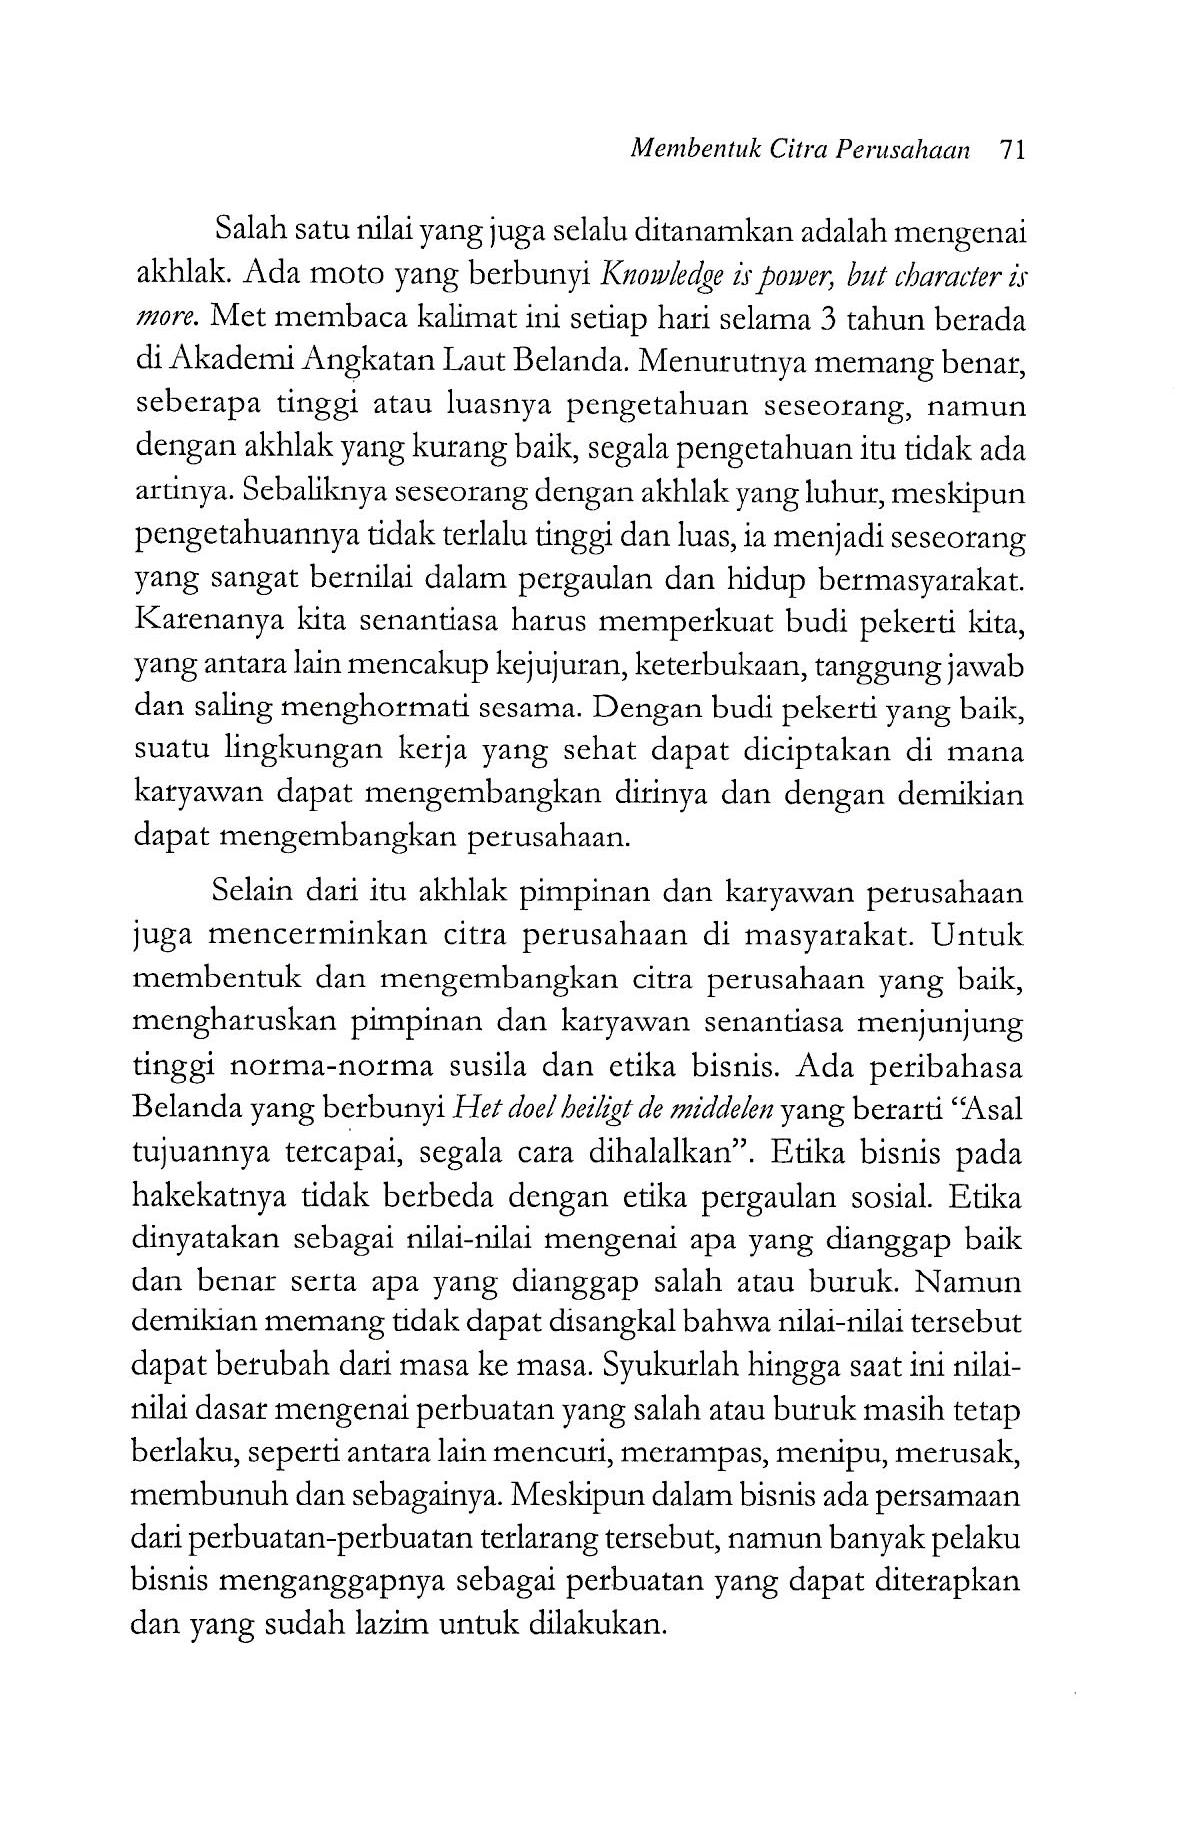 Membentuk Citra Perusahaan 71
Salah satu nilai yang juga selalu ditanamkan adalah mengenai
akhlak. Ada moto yang berbunyi Knowledge is power, but character is
more. Met membaca kalimat ini setiap hari selama 3 tahun berada
di Akademi Angkatan Laut Belanda. Menurutnya memang benar,
seberapa tinggi atau luasnya pengetahuan seseorang, namun
dengan akhlak yang kurang baik, segala pengetahuan itu tidak ada
artinya. Sebaliknya seseorang dengan akhlak yang luhur, meskipun
pengetahuannya tidak terlalu tinggi dan luas, ia menjadi seseorang
yang sangat bernilai dalam pergaulan dan hidup bermasyarakat.
Karenanya kita senantiasa harus memperkuat budi pekerti kita,
yang antara lain mencakup kejujuran, keterbukaan, tanggung jawab
dan saling menghormati sesama. Dengan budi pekerti yang baik,
suatu lingkungan kerja yang sehat dapat diciptakan di mana
karyawan dapat mengembangkan dirinya dan dengan demikian
dapat mengembangkan perusahaan.
Selain dari itu akhlak pimpinan dan karyawan perusahaan
juga mencerminkan citra perusahaan di masyarakat. Untuk
membentuk dan mengembangkan citra perusahaan yang baik,
mengharuskan pimpinan dan karyawan senantiasa menjunjung
tinggi norma-norma susila dan etika bisnis. Ada peribahasa
Belanda yang berbunyi Het doel heiligt de middelen yang berarti “Asal
tujuannya tercapai, segala cara dihalalkan”. Etika bisnis pada
hakekatnya tidak berbeda dengan etika pergaulan sosial. Etika
dinyatakan sebagai nilai-nilai mengenai apa yang dianggap baik
dan benar serta apa yang dianggap salah atau buruk. Namun
demikian memang tidak dapat disangkal bahwa nilai-nilai tersebut
dapat berubah dari masa ke masa. Syukurlah hingga saat ini nilai-
nilai dasar mengenai perbuatan yang salah atau buruk masih tetap
berlaku, seperti antara lain mencuri, merampas, menipu, merusak,
membunuh dan sebagainya. Meskipun dalam bisnis ada persamaan
dari perbuatan-perbuatan terlarang tersebut, namun banyak pelaku
bisnis menganggapnya sebagai perbuatan yang dapat diterapkan
dan yang sudah lazim untuk dilakukan.